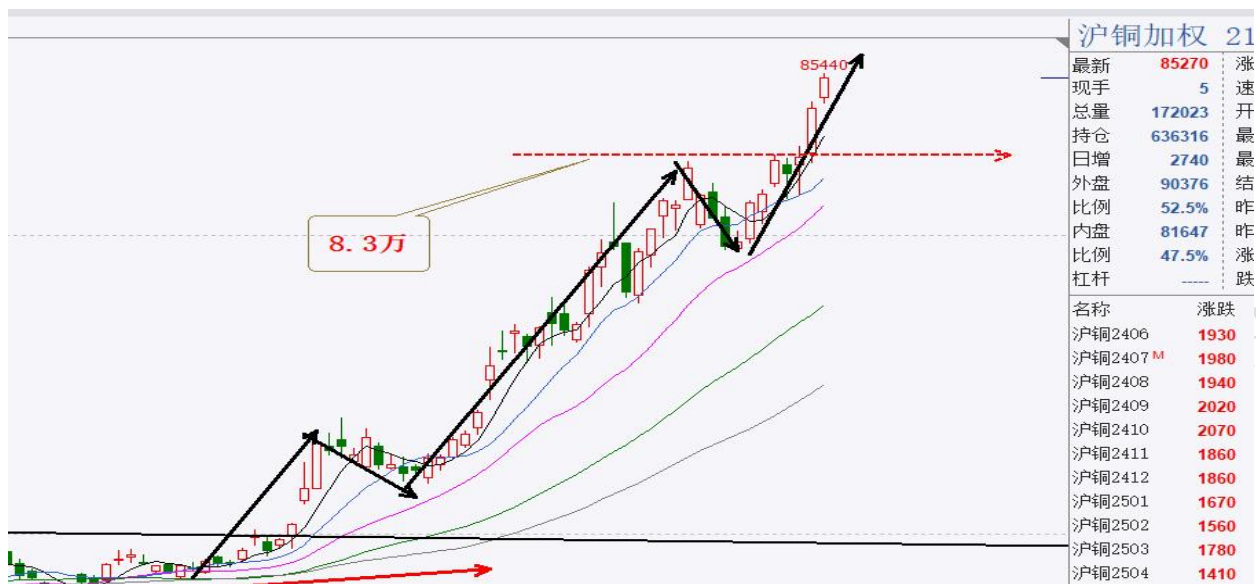 85440
8.3万
沪铜加权 21
最新 85270 涨
现手 5 速
总量 172023 开
持仓 636316 最
日增 2740 最
外盘 90376 结
比例 52.5% 昨
内盘 81647 昨
比例 47.5% 涨
杠杆 ----- 跌
名称 涨跌
沪铜2406 1930
沪铜2407 M 1980
沪铜2408 1940
沪铜2409 2020
沪铜2410 2070
沪铜2411 1860
沪铜2412 1860
沪铜2501 1670
沪铜2502 1560
沪铜2503 1780
沪铜2504 1410